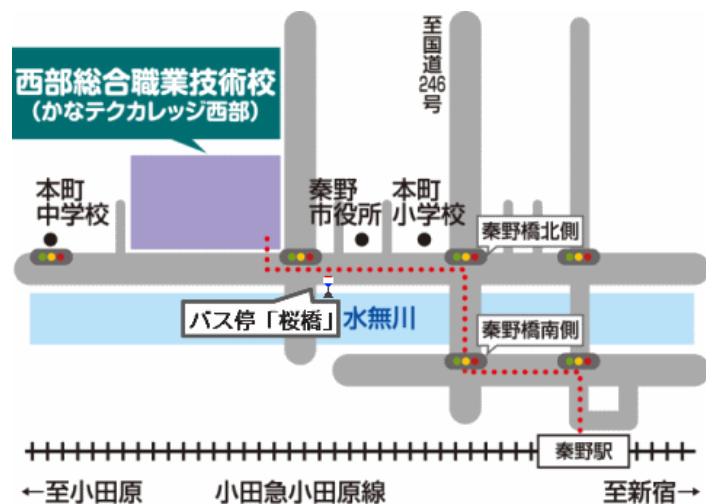 西部総合職業技術校
（かなテクカレッジ西部）
至国道246号
本町
中学校
秦野
市役所
本町
小学校
秦野橋北側
バス停「桜橋」
水無川
秦野橋南側
秦野駅
←至小田原
小田急小田原線
至新宿→